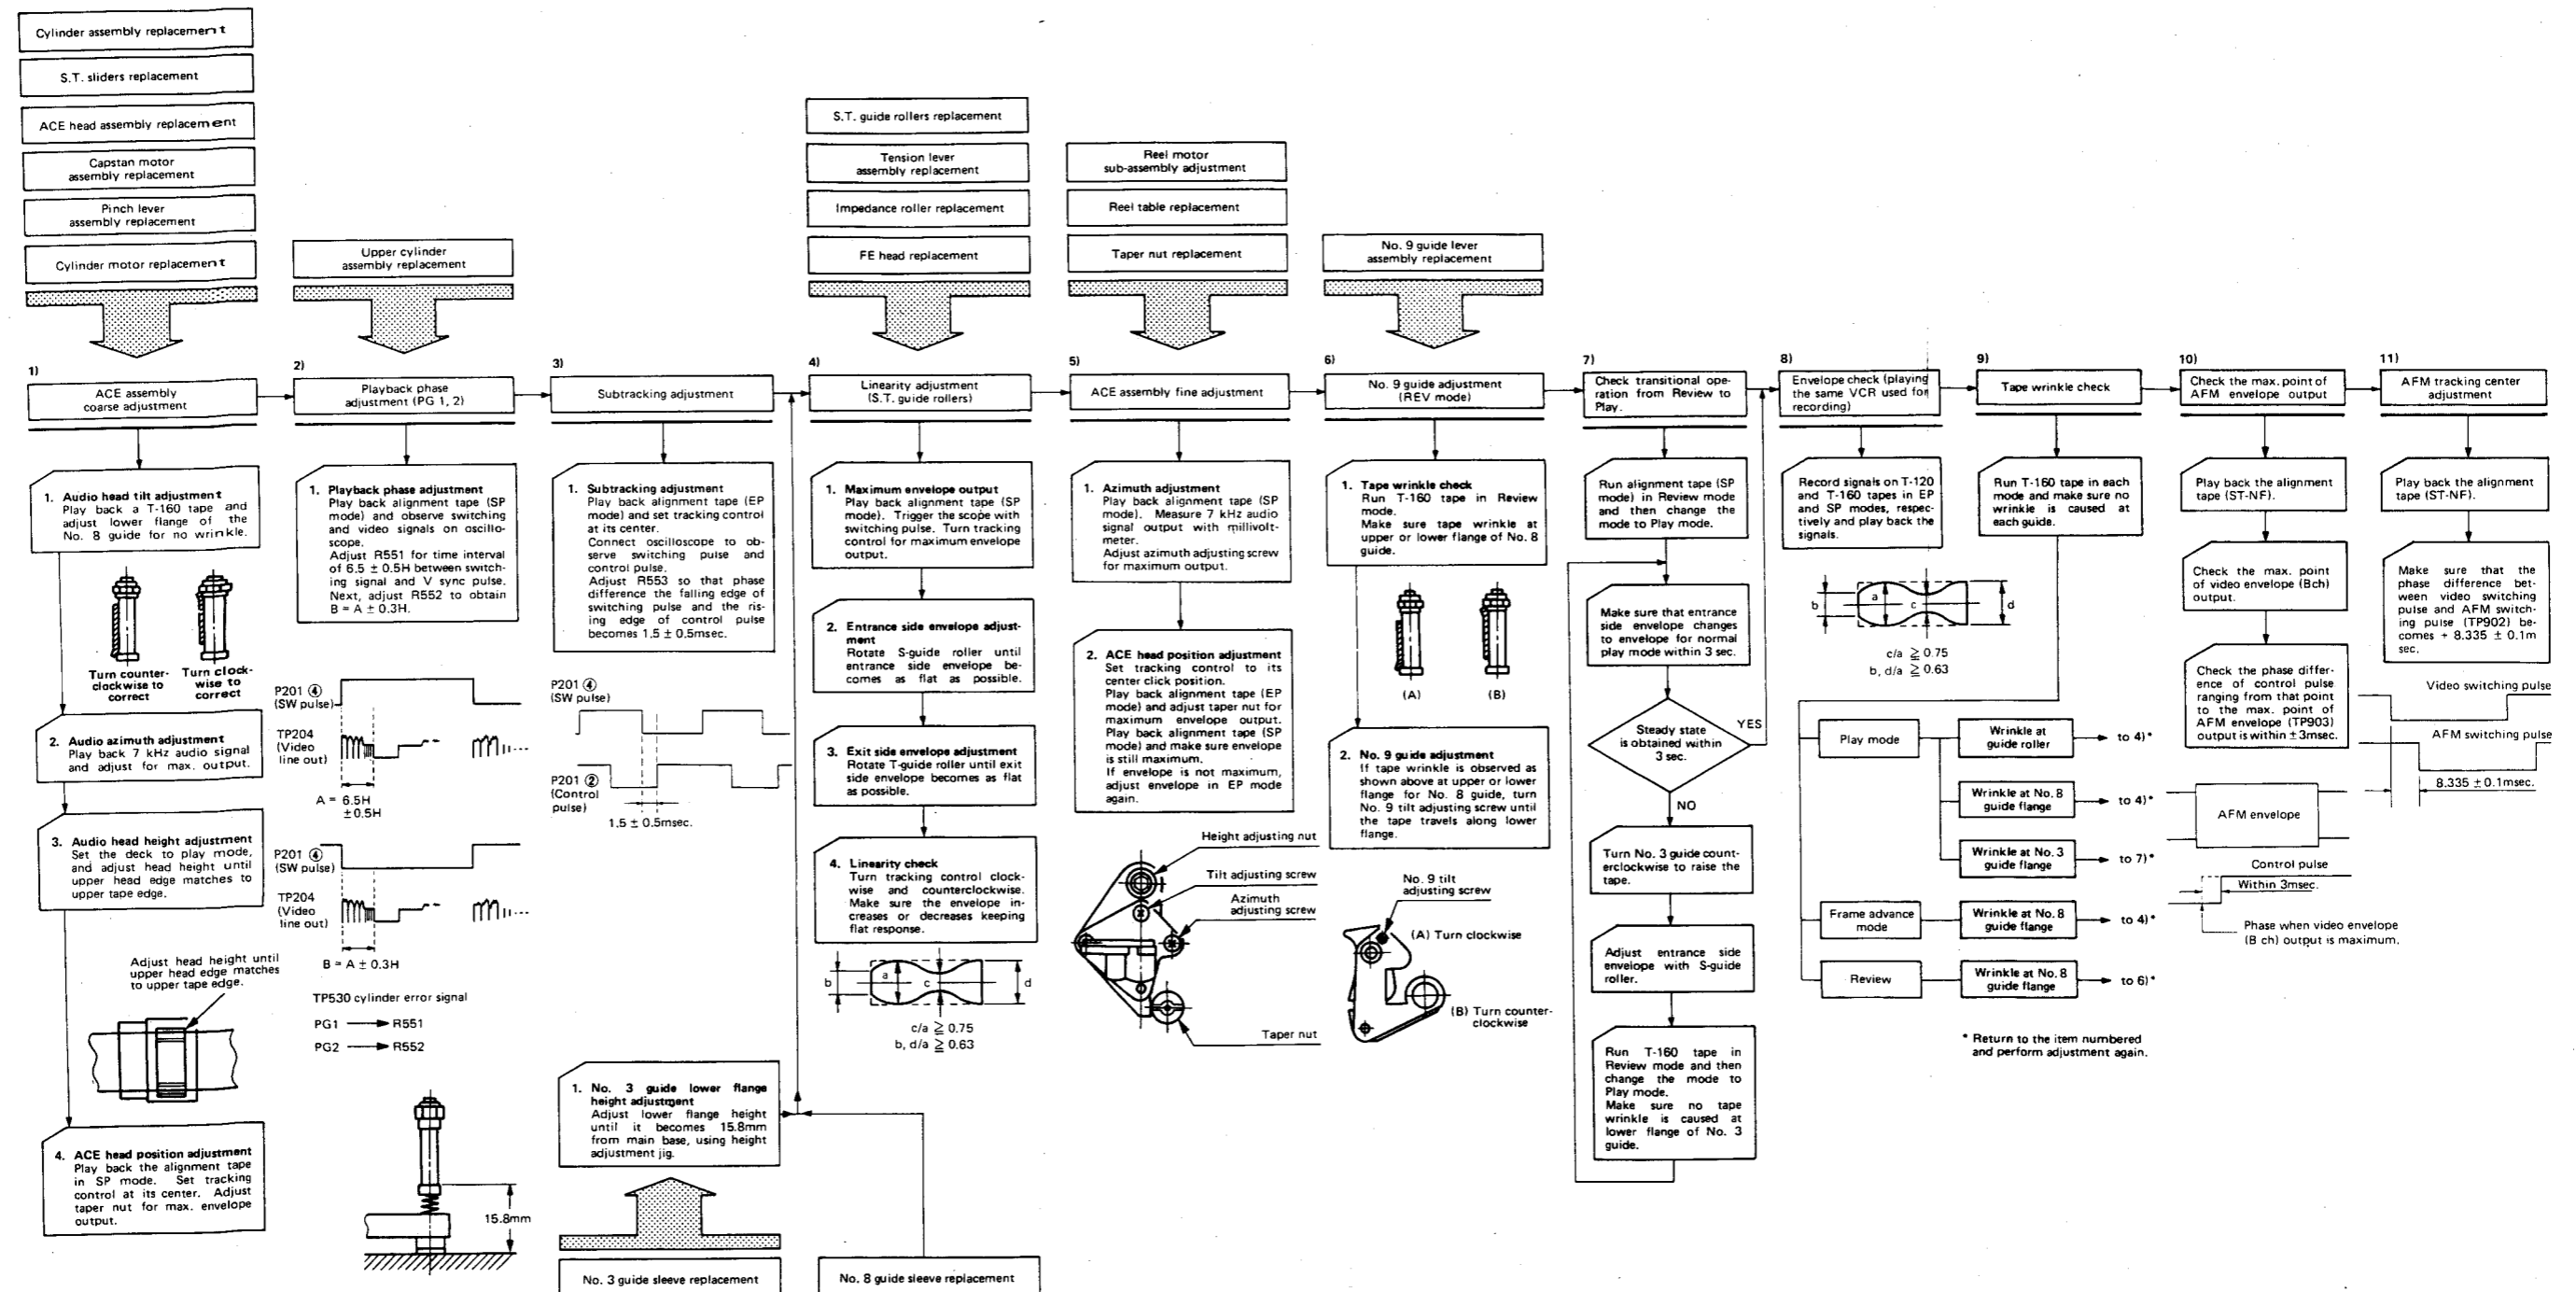 Cylinder assembly replacement
S.T. sliders replacement
ACE head assembly replacement
Capstan motor
assembly replacement
Pinch lever
assembly replacement
Cylinder motor replacement
Upper cylinder
assembly replacement
S.T. guide rollers replacement
Tension lever
assembly replacement
Impedance roller replacement
FE head replacement
Reel motor
sub-assembly adjustment
Reel table replacement
Taper nut replacement
No. 9 guide lever
assembly replacement
1)
ACE assembly
coarse adjustment
2)
Playback phase
adjustment (PG 1, 2)
3)
Subtracking adjustment
4)
Linearity adjustment
(S.T. guide rollers)
5)
ACE assembly fine adjustment
6)
No. 9 guide adjustment
(REV mode)
7)
Check transitional ope-
ration from Review to
Play.
8)
Envelope check (playing
the same VCR used for
recording)
9)
Tape wrinkle check
10)
Check the max. point of
AFM envelope output
11)
AFM tracking center
adjustment
1. Audio head tilt adjustment
Play back a T-160 tape and
adjust lower flange of the
No. 8 guide for no wrinkle.
Turn counter-
clockwise to
correct
Turn clock-
wise to
correct
2. Audio azimuth adjustment
Play back 7 kHz audio signal
and adjust for max. output.
3. Audio head height adjustment
Set the deck to play mode,
and adjust head height until
upper head edge matches to
upper tape edge.
Adjust head height until
upper head edge matches
to upper tape edge.
4. ACE head position adjustment
Play back the alignment tape
in SP mode. Set tracking
control at its center. Adjust
taper nut for max. envelope
output.
1. Playback phase adjustment
Play back alignment tape (SP
mode) and observe switching
and video signals on oscillo-
scope.
Adjust R551 for time interval
of 6.5 ± 0.5H between switch-
ing signal and V sync pulse.
Next, adjust R552 to obtain
B = A ± 0.3H.
P201 ④
(SW pulse)
TP204
(Video
line out)
A = 6.5H
±0.5H
P201 ④
(SW pulse)
TP204
(Video
line out)
B = A ± 0.3H
TP530 cylinder error signal
PG1 R551
PG2 R552
15.8mm
1. Subtracking adjustment
Play back alignment tape (EP
mode) and set tracking control
at its center.
Connect oscilloscope to ob-
serve switching pulse and
control pulse.
Adjust R553 so that phase
difference the falling edge of
switching pulse and the ris-
ing edge of control pulse
becomes 1.5 ± 0.5msec.
P201 ④
(SW pulse)
P201 ②
(Control
pulse)
1.5 ± 0.5msec.
1. No. 3 guide lower flange
height adjustment
Adjust lower flange height
until it becomes 15.8mm
from main base, using height
adjustment jig.
No. 3 guide sleeve replacement
No. 8 guide sleeve replacement
1. Maximum envelope output
Play back alignment tape (SP
mode). Trigger the scope with
switching pulse. Turn tracking
control for maximum envelope
output.
2. Entrance side envelope adjust-
ment
Rotate S-guide roller until
entrance side envelope be-
comes as flat as possible.
3. Exit side envelope adjustment
Rotate T-guide roller until exit
side envelope becomes as flat
as possible.
4. Linearity check
Turn tracking control clock-
wise and counterclockwise.
Make sure the envelope in-
creases or decreases keeping
flat response.
b a c d
c/a ≧ 0.75
b, d/a ≧ 0.63
1. Azimuth adjustment
Play back alignment tape (SP
mode). Measure 7 kHz audio
signal output with millivolt-
meter.
Adjust azimuth adjusting screw
for maximum output.
2. ACE head position adjustment
Set tracking control to its
center click position.
Play back alignment tape (EP
mode) and adjust taper nut for
maximum envelope output.
Play back alignment tape (SP
mode) and make sure envelope
is still maximum.
If envelope is not maximum,
adjust envelope in EP mode
again.
Height adjusting nut
Tilt adjusting screw
Azimuth
adjusting screw
Taper nut
1. Tape wrinkle check
Run T-160 tape in Review
mode.
Make sure tape wrinkle at
upper or lower flange of No. 8
guide.
(A) (B)
2. No. 9 guide adjustment
If tape wrinkle is observed as
shown above at upper or lower
flange for No. 8 guide, turn
No. 9 tilt adjusting screw until
the tape travels along lower
flange.
No. 9 tilt
adjusting screw
(A) Turn clockwise
(B) Turn counter-
clockwise
Run alignment tape (SP
mode) in Review mode
and then change the
mode to Play mode.
Make sure that entrance
side envelope changes
to envelope for normal
play mode within 3 sec.
Steady state
is obtained within
3 sec.
YES
NO
Turn No. 3 guide count-
erclockwise to raise the
tape.
Adjust entrance side
envelope with S-guide
roller.
Run T-160 tape in
Review mode and then
change the mode to
Play mode.
Make sure no tape
wrinkle is caused at
lower flange of No. 3
guide.
Record signals on T-120
and T-160 tapes in EP
and SP modes, respec-
tively and play back the
signals.
b a c d
c/a ≧ 0.75
b, d/a ≧ 0.63
Run T-160 tape in each
mode and make sure no
wrinkle is caused at
each guide.
Play mode
Wrinkle at
guide roller
to 4)*
Wrinkle at No. 8
guide flange
to 4)*
Wrinkle at No. 3
guide flange
to 7)*
Frame advance
mode
Wrinkle at No. 8
guide flange
to 4)*
Review
Wrinkle at No. 8
guide flange
to 6)*
* Return to the item numbered
and perform adjustment again.
Play back the alignment
tape (ST-NF).
Check the max. point
of video envelope (Bch)
output.
Check the phase differ-
ence of control pulse
ranging from that point
to the max. point of
AFM envelope (TP903)
output is within ±3msec.
Play back the alignment
tape (ST-NF).
Make sure that the
phase difference bet-
ween video switching
pulse and AFM switch-
ing pulse (TP902) be-
comes + 8.335 ± 0.1m
sec.
Video switching pulse
AFM switching pulse
8.335 ± 0.1msec.
AFM envelope
Control pulse
Within 3msec.
Phase when video envelope
(B ch) output is maximum.